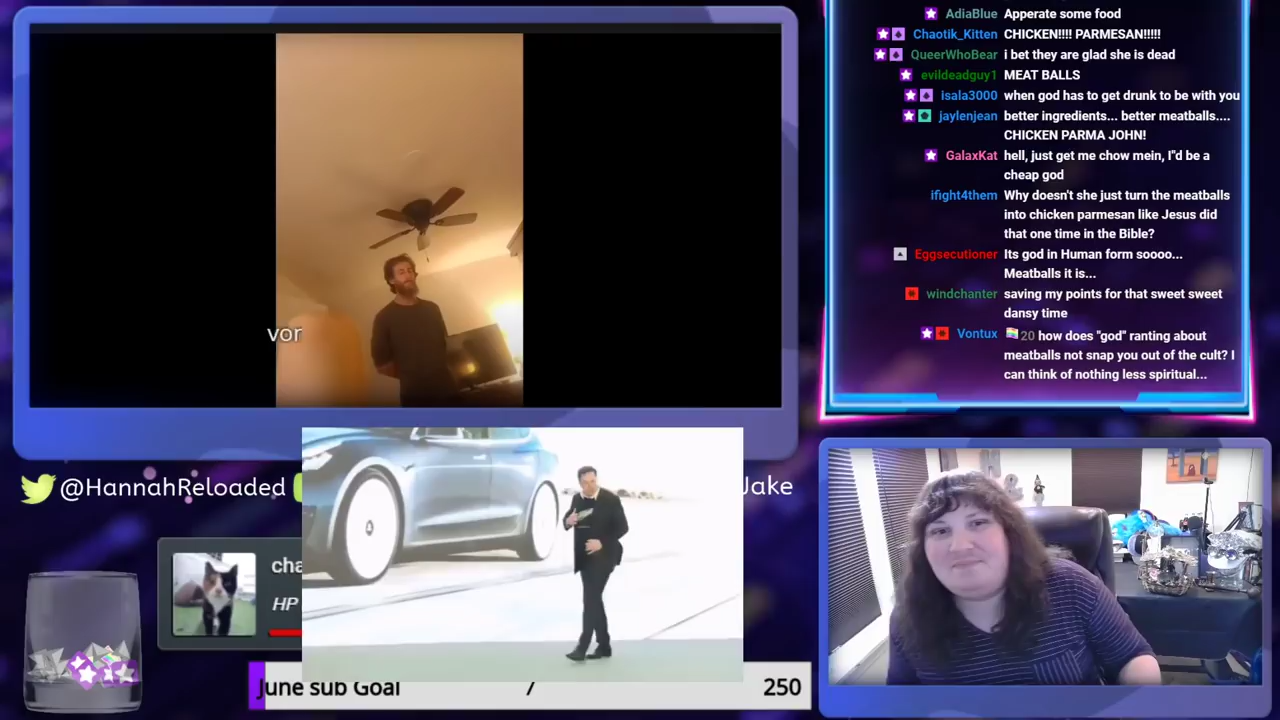 AdiaBlue Apperate some food
Chaotik_Kitten CHICKEN!!!! PARMESAN!!!!!
QueerWhoBear i bet they are glad she is dead
evildeadguy1 MEAT BALLS
isala3000 when god has to get drunk to be with you
jaylenjean better ingredients... better meatballs....
CHICKEN PARMA JOHN!
GalaxKat hell, just get me chow mein, I"d be a
cheap god
ifight4them Why doesn't she just turn the meatballs
into chicken parmesan like Jesus did
that one time in the Bible?
Eggsecutioner Its god in Human form soooo...
Meatballs it is...
windchanter saving my points for that sweet sweet
dansy time
Vontux 20 how does "god" ranting about
meatballs not snap you out of the cult? I
can think of nothing less spiritual...
vor
@HannahReloaded
Jake
cha
HP
June sub Goal / 250